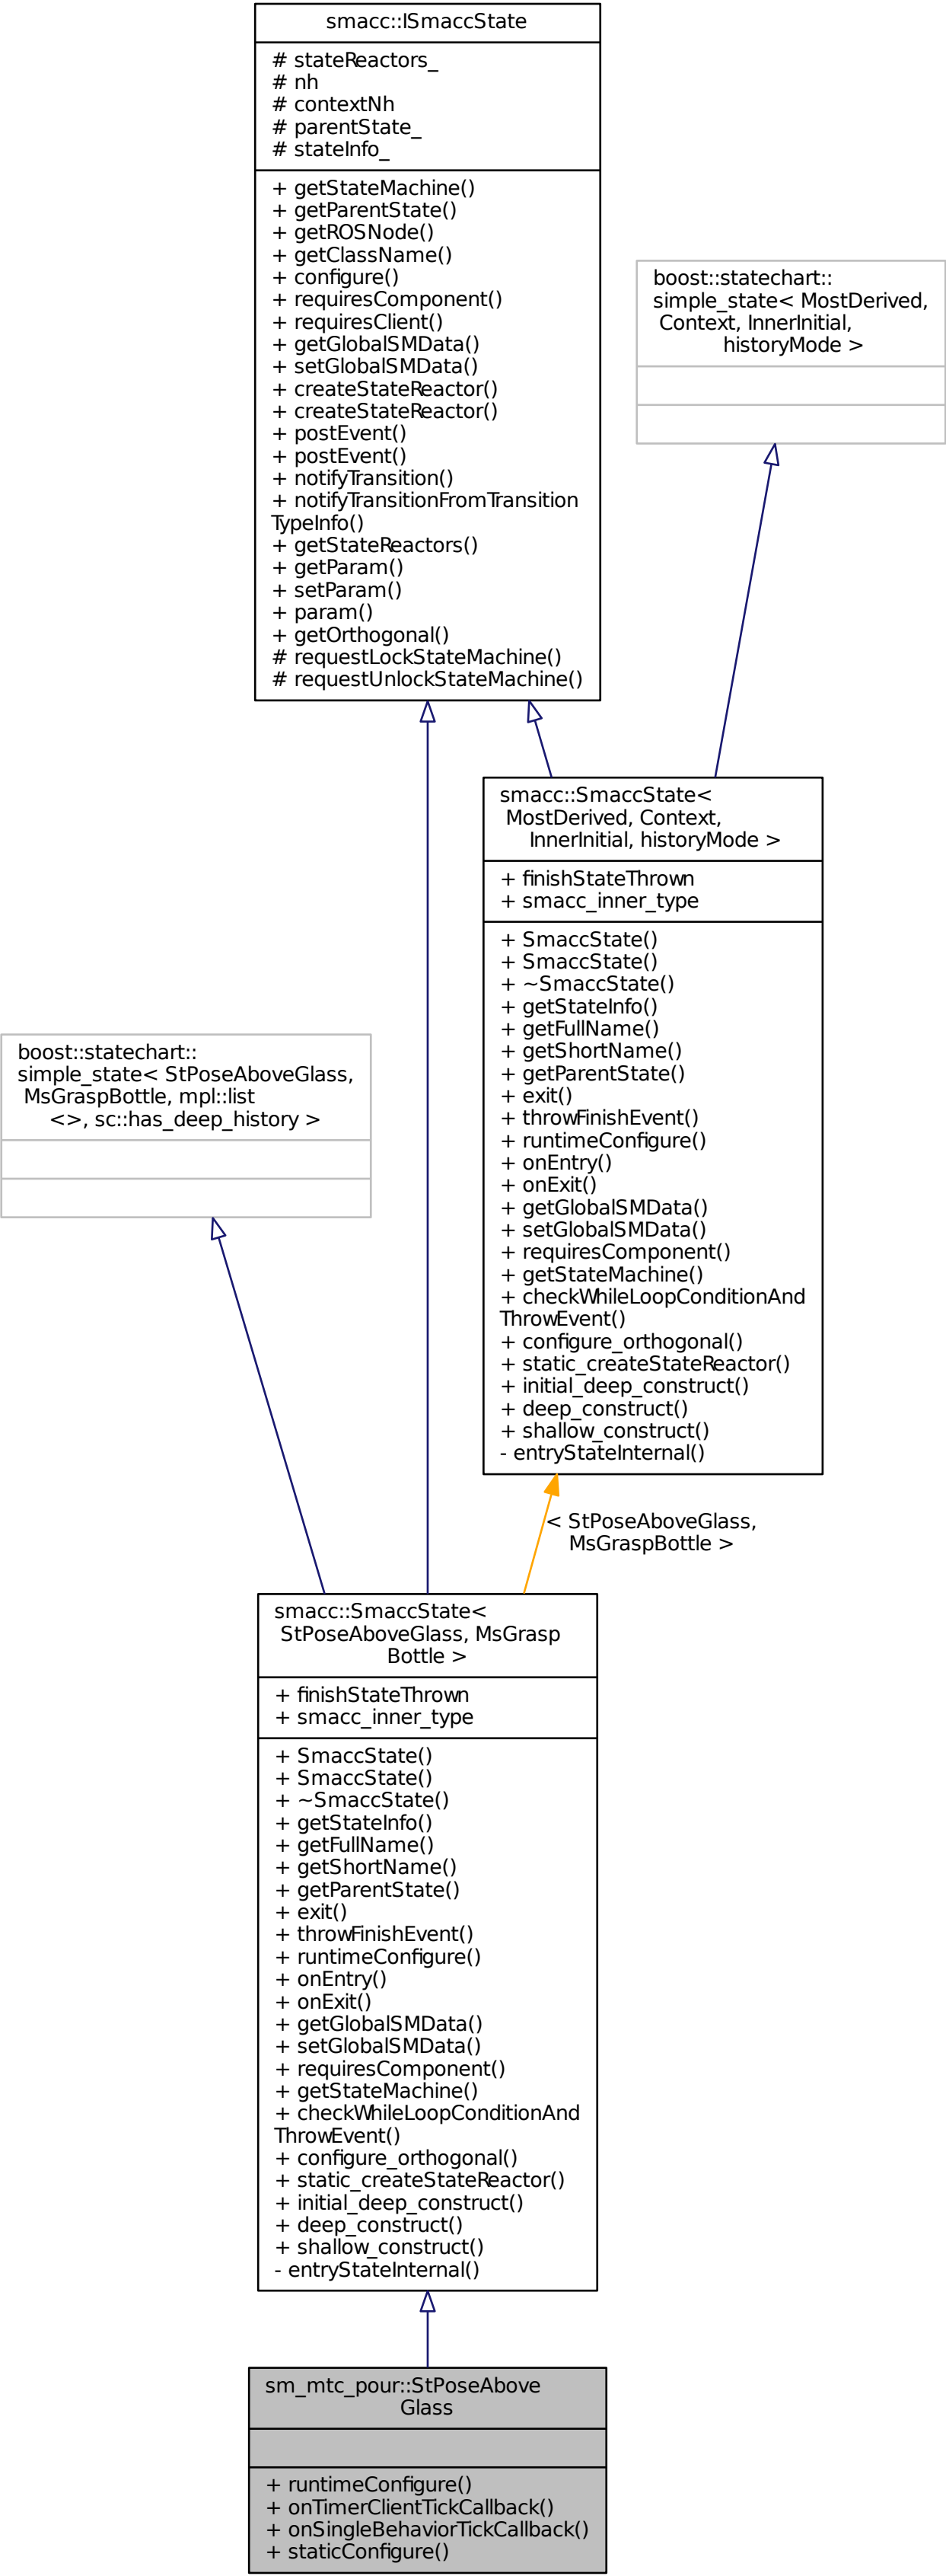 smacc::ISmaccState
# stateReactors_
# nh
# contextNh
# parentState_
# stateInfo_
+ getStateMachine()
+ getParentState()
+ getROSNode()
+ getClassName()
+ configure()
+ requiresComponent()
+ requiresClient()
+ getGlobalSMData()
+ setGlobalSMData()
+ createStateReactor()
+ createStateReactor()
+ postEvent()
+ postEvent()
+ notifyTransition()
+ notifyTransitionFromTransition
TypeInfo()
+ getStateReactors()
+ getParam()
+ setParam()
+ param()
+ getOrthogonal()
# requestLockStateMachine()
# requestUnlockStateMachine()
boost::statechart::
simple_state< MostDerived,
Context, InnerInitial,
historyMode >
smacc::SmaccState<
MostDerived, Context,
InnerInitial, historyMode >
+ finishStateThrown
+ smacc_inner_type
+ SmaccState()
+ SmaccState()
+ ~SmaccState()
+ getStateInfo()
+ getFullName()
+ getShortName()
+ getParentState()
+ exit()
+ throwFinishEvent()
+ runtimeConfigure()
+ onEntry()
+ onExit()
+ getGlobalSMData()
+ setGlobalSMData()
+ requiresComponent()
+ getStateMachine()
+ checkWhileLoopConditionAnd
ThrowEvent()
+ configure_orthogonal()
+ static_createStateReactor()
+ initial_deep_construct()
+ deep_construct()
+ shallow_construct()
- entryStateInternal()
boost::statechart::
simple_state< StPoseAboveGlass,
MsGraspBottle, mpl::list
<>, sc::has_deep_history >
< StPoseAboveGlass,
MsGraspBottle >
smacc::SmaccState<
StPoseAboveGlass, MsGrasp
Bottle >
+ finishStateThrown
+ smacc_inner_type
+ SmaccState()
+ SmaccState()
+ ~SmaccState()
+ getStateInfo()
+ getFullName()
+ getShortName()
+ getParentState()
+ exit()
+ throwFinishEvent()
+ runtimeConfigure()
+ onEntry()
+ onExit()
+ getGlobalSMData()
+ setGlobalSMData()
+ requiresComponent()
+ getStateMachine()
+ checkWhileLoopConditionAnd
ThrowEvent()
+ configure_orthogonal()
+ static_createStateReactor()
+ initial_deep_construct()
+ deep_construct()
+ shallow_construct()
- entryStateInternal()
sm_mtc_pour::StPoseAbove
Glass
+ runtimeConfigure()
+ onTimerClientTickCallback()
+ onSingleBehaviorTickCallback()
+ staticConfigure()